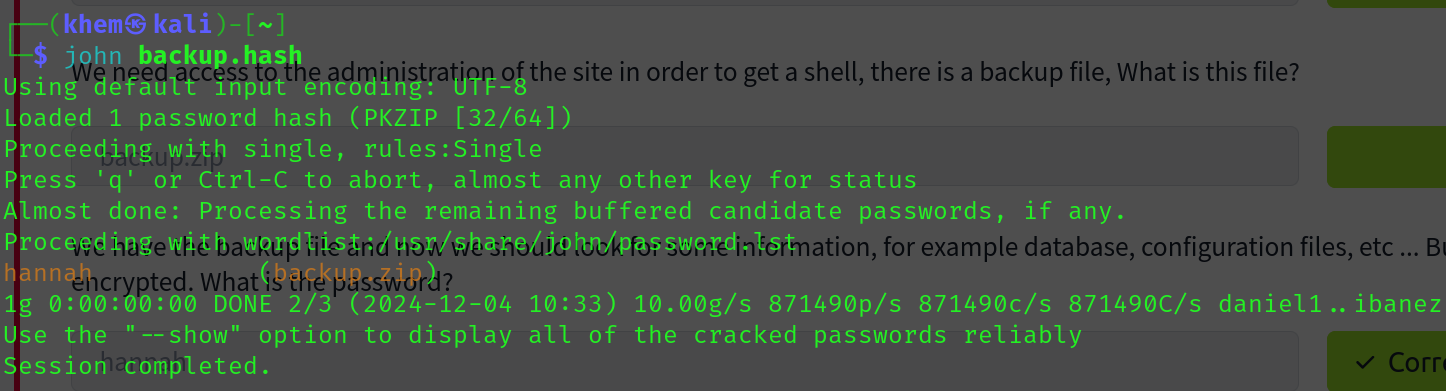 ┌──(khem㉿kali)-[~]
└─$ john backup.hash
We need access to the administration of the site in order to get a shell, there is a backup file, What is this file?
Using default input encoding: UTF-8
Loaded 1 password hash (PKZIP [32/64])
Proceeding with single, rules:Single
backup.zip
Press 'q' or Ctrl-C to abort, almost any other key for status
Almost done: Processing the remaining buffered candidate passwords, if any.
Proceeding with wordlist:/usr/share/john/password.lst
We have the backup file and now we should look for some information, for example database, configuration files, etc ... Bu
hannah (backup.zip)
encrypted. What is the password?
1g 0:00:00:00 DONE 2/3 (2024-12-04 10:33) 10.00g/s 871490p/s 871490c/s 871490C/s daniel1..ibanez
Use the "--show" option to display all of the cracked passwords reliably
hannah
✓ Corre
Session completed.